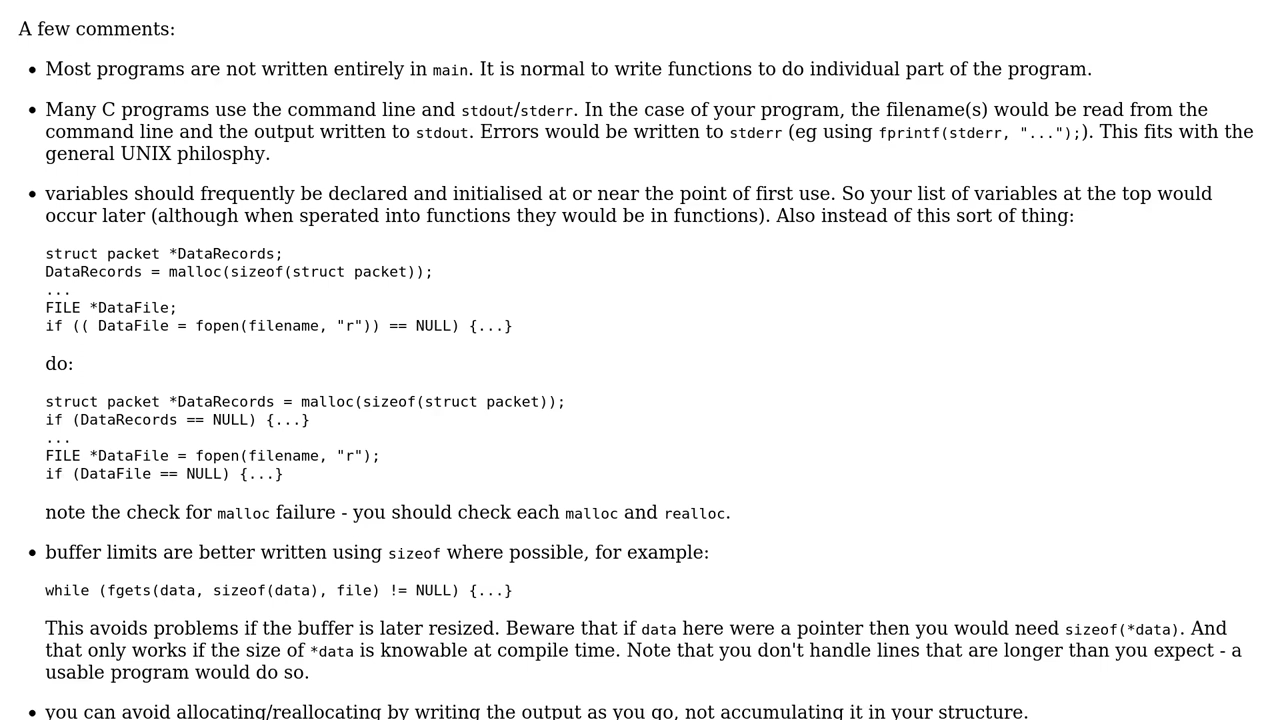 A few comments:
• Most programs are not written entirely in main. It is normal to write functions to do individual part of the program.
• Many C programs use the command line and stdout/stderr. In the case of your program, the filename(s) would be read from the
command line and the output written to stdout. Errors would be written to stderr (eg using fprintf(stderr, "...");). This fits with the
general UNIX philosphy.
• variables should frequently be declared and initialised at or near the point of first use. So your list of variables at the top would
occur later (although when sperated into functions they would be in functions). Also instead of this sort of thing:
struct packet *DataRecords;
DataRecords = malloc(sizeof(struct packet));
...
FILE *DataFile;
if (( DataFile = fopen(filename, "r")) == NULL) {...}
do:
struct packet *DataRecords = malloc(sizeof(struct packet));
if (DataRecords == NULL) {...}
...
FILE *DataFile = fopen(filename, "r");
if (DataFile == NULL) {...}
note the check for malloc failure - you should check each malloc and realloc.
• buffer limits are better written using sizeof where possible, for example:
while (fgets(data, sizeof(data), file) != NULL) {...}
This avoids problems if the buffer is later resized. Beware that if data here were a pointer then you would need sizeof(*data). And
that only works if the size of *data is knowable at compile time. Note that you don't handle lines that are longer than you expect - a
usable program would do so.
• you can avoid allocating/reallocating by writing the output as you go, not accumulating it in your structure.